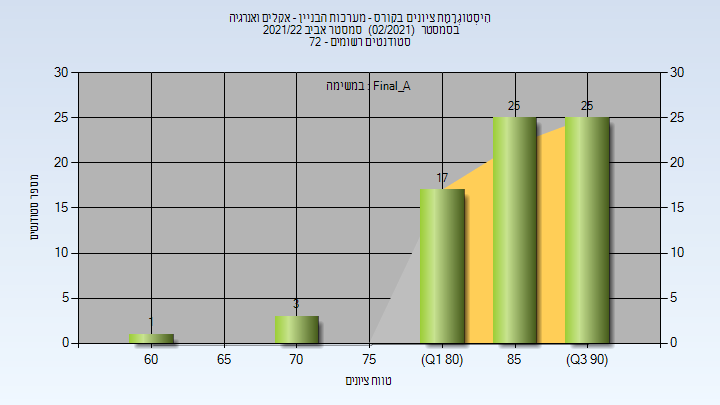 הִיסְטוֹגְרָמַת ציונים בקורס - מערכות הבניין - אקלים ואנרגיה
בסמסטר (02/2021) סמסטר אביב 2021/22
סטודנטים רשומים - 72
במשימה : Final_A
30 30
25 25
20 20
15 15
10 10
5 5
0 0
1 3 17 25 25
מספר סטודנטים
60 65 70 75 (Q1 80) 85 (Q3 90)
טווח ציונים